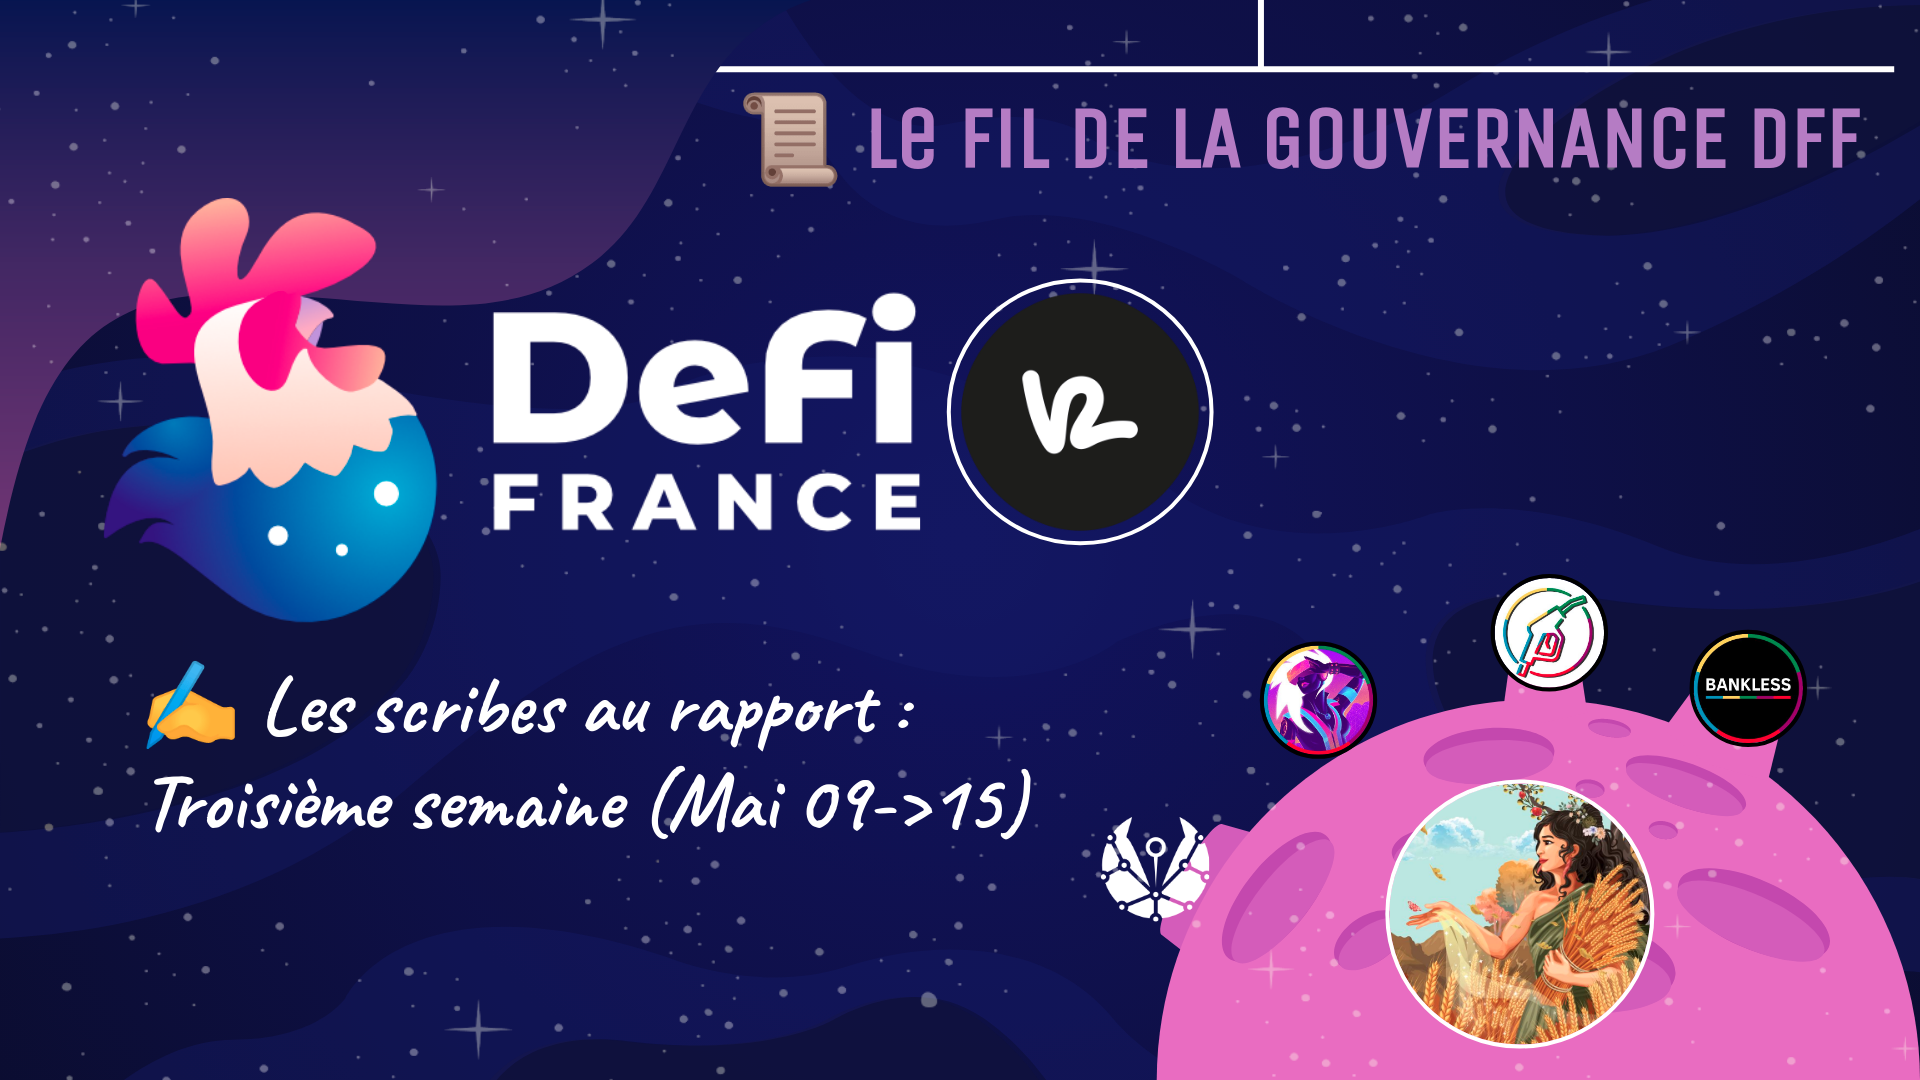 Le FIL DE LA GOUVERNANCE DFF
DeFi
FRANCE
BANKLESS
Les scribes au rapport :
Troisième semaine (Mai 09->15)